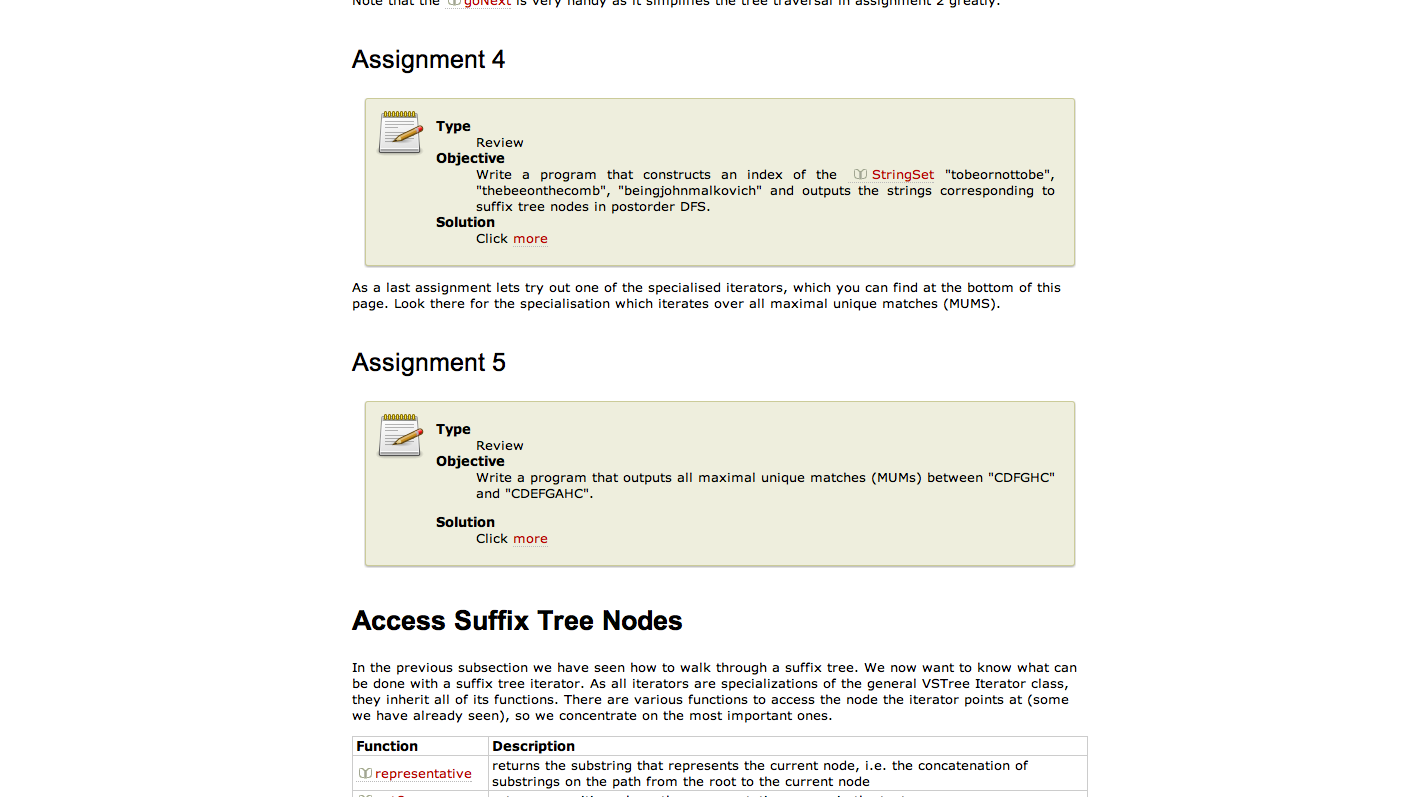 Note that the goNext is very handy as it simplifies the tree traversal in assignment 2 greatly.
Assignment 4
Type
Review
Objective
Write a program that constructs an index of the StringSet "tobeornottobe",
"thebeeonthecomb", "beingjohnmalkovich" and outputs the strings corresponding to
suffix tree nodes in postorder DFS.
Solution
Click more
As a last assignment lets try out one of the specialised iterators, which you can find at the bottom of this
page. Look there for the specialisation which iterates over all maximal unique matches (MUMS).
Assignment 5
Type
Review
Objective
Write a program that outputs all maximal unique matches (MUMs) between "CDFGHC"
and "CDEFGAHC".
Solution
Click more
Access Suffix Tree Nodes
In the previous subsection we have seen how to walk through a suffix tree. We now want to know what can
be done with a suffix tree iterator. As all iterators are specializations of the general VSTree Iterator class,
they inherit all of its functions. There are various functions to access the node the iterator points at (some
we have already seen), so we concentrate on the most important ones.
Function Description
representative returns the substring that represents the current node, i.e. the concatenation of
substrings on the path from the root to the current node